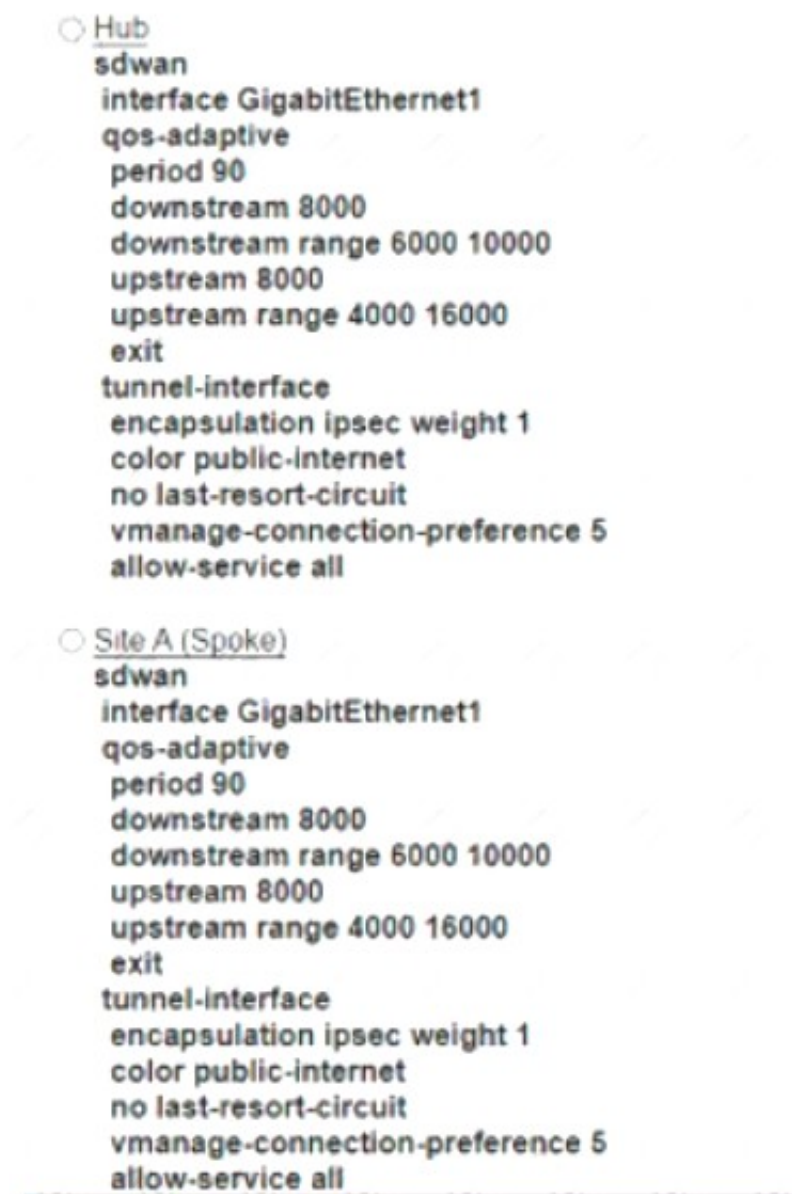 Hub
sdwan
interface GigabitEthernet1
qos-adaptive
period 90
downstream 8000
downstream range 6000 10000
upstream 8000
upstream range 4000 16000
exit
tunnel-interface
encapsulation ipsec weight 1
color public-internet
no last-resort-circuit
vmanage-connection-preference 5
allow-service all
Site A (Spoke)
sdwan
interface GigabitEthernet1
qos-adaptive
period 90
downstream 8000
downstream range 6000 10000
upstream 8000
upstream range 4000 16000
exit
tunnel-interface
encapsulation ipsec weight 1
color public-internet
no last-resort-circuit
vmanage-connection-preference 5
allow-service all